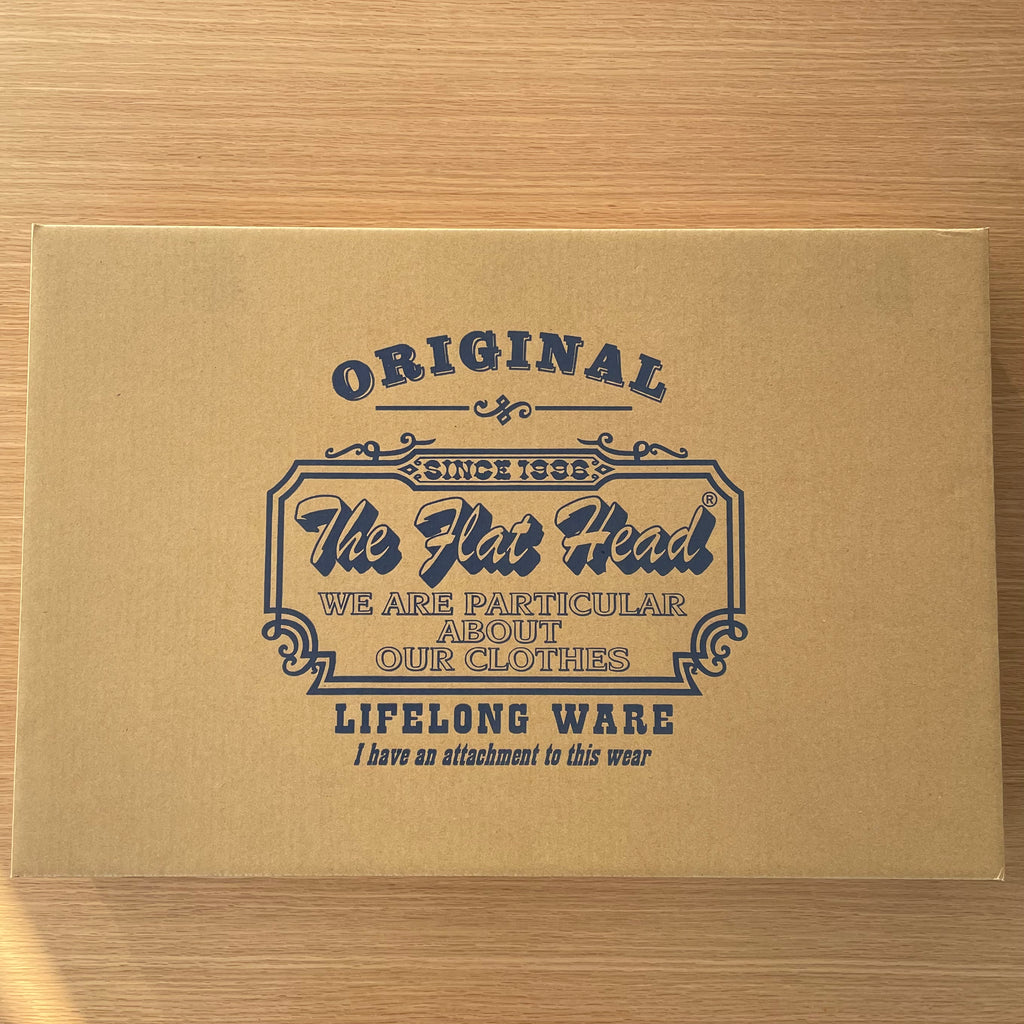 ORIGINAL
SINCE 1996
The Flat Head®
WE ARE PARTICULAR
ABOUT
OUR CLOTHES
LIFELONG WARE
I have an attachment to this wear